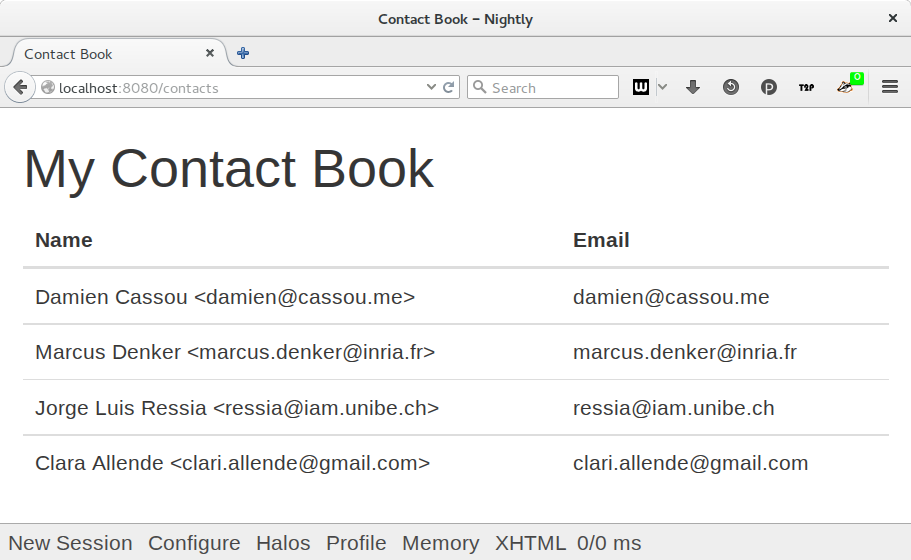 Contact Book – Nightly
Contact Book
localhost:8080/contacts
Search
W
P
T2P
0
My Contact Book
Name Email
Damien Cassou <damien@cassou.me> damien@cassou.me
Marcus Denker <marcus.denker@inria.fr> marcus.denker@inria.fr
Jorge Luis Ressia <ressia@iam.unibe.ch> ressia@iam.unibe.ch
Clara Allende <clari.allende@gmail.com> clari.allende@gmail.com
New Session Configure Halos Profile Memory XHTML 0/0 ms